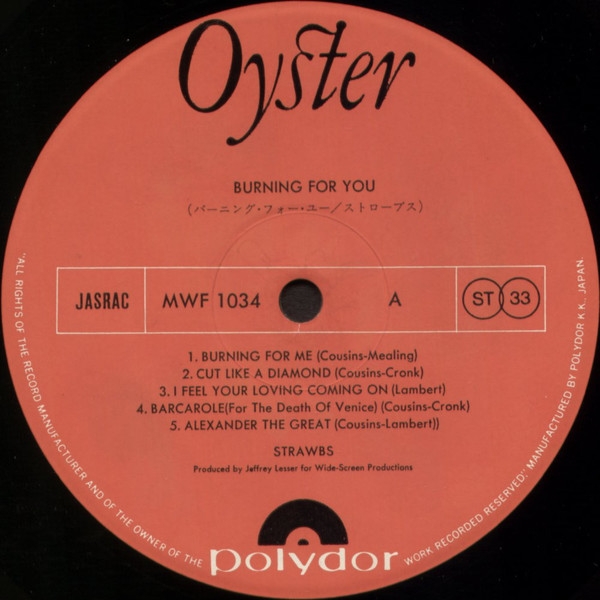 Oyster
BURNING FOR YOU
(バーニング・フォー・ユー/ストローブス)
JASRAC
MWF 1034
A
ST 33
1. BURNING FOR ME (Cousins-Mealing)
2. CUT LIKE A DIAMOND (Cousins-Cronk)
3. I FEEL YOUR LOVING COMING ON (Lambert)
4. BARCAROLE(For The Death Of Venice) (Cousins-Cronk)
5. ALEXANDER THE GREAT (Cousins-Lambert))
STRAWBS
Produced by Jeffrey Lesser for Wide-Screen Productions
"ALL RIGHTS OF THE RECORD MANUFACTURER AND OF THE OWNER OF THE WORK RECORDED RESERVED." MANUFACTURED BY POLYDOR K.K., JAPAN.
polydor